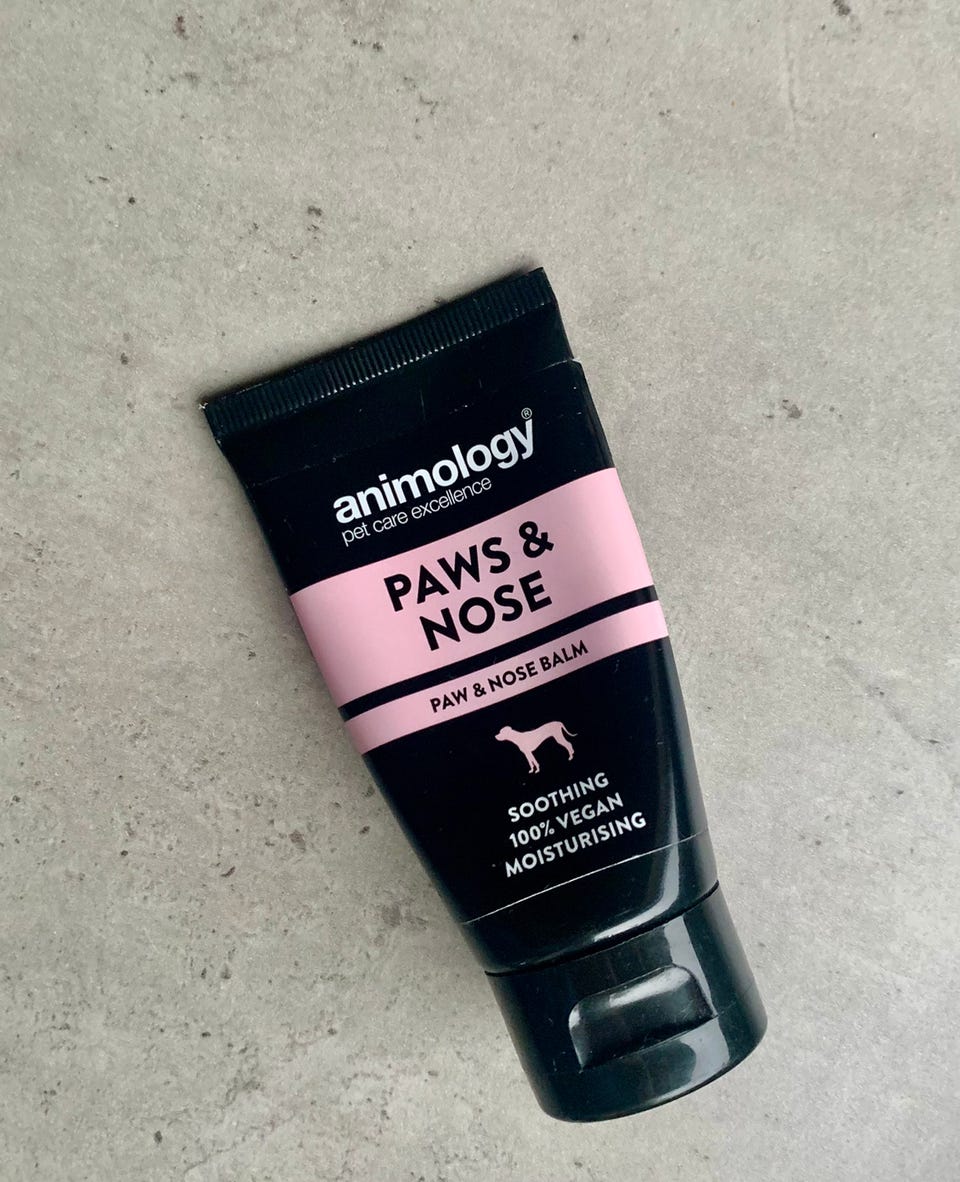 animology®
pet care excellence
PAWS &
NOSE
PAW & NOSE BALM
SOOTHING
100% VEGAN
MOISTURISING